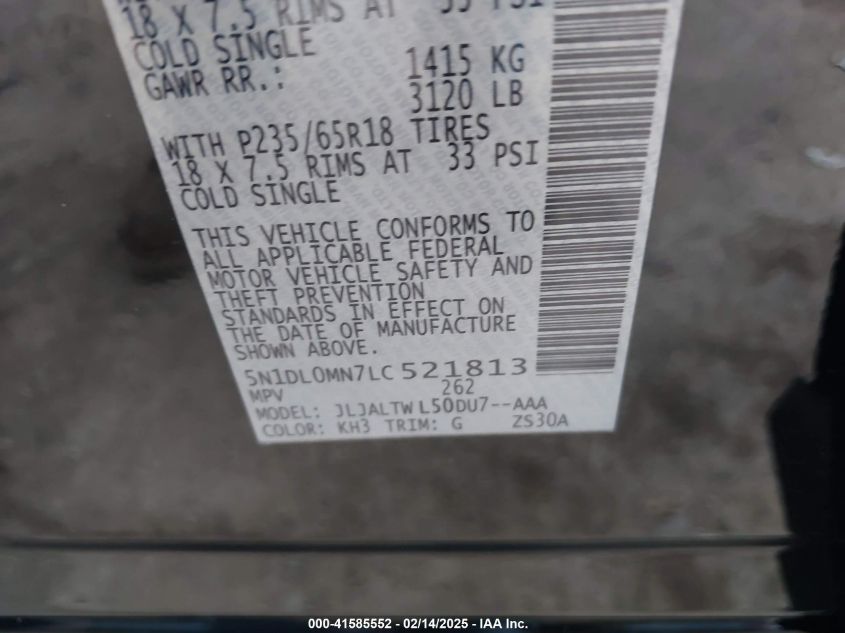 18 X 7.5 RIMS AT 33 PSI
COLD SINGLE
GAWR RR.: 1415 KG
3120 LB
WITH P235/65R18 TIRES
18 X 7.5 RIMS AT 33 PSI
COLD SINGLE
THIS VEHICLE CONFORMS TO
ALL APPLICABLE FEDERAL
MOTOR VEHICLE SAFETY AND
THEFT PREVENTION
STANDARDS IN EFFECT ON
THE DATE OF MANUFACTURE
SHOWN ABOVE.
5N1DL0MN7LC521813
MPV 262
MODEL: JLJALTWL50DU7--AAA
COLOR: KH3 TRIM: G ZS30A
000-41585552 - 02/14/2025 - IAA Inc.